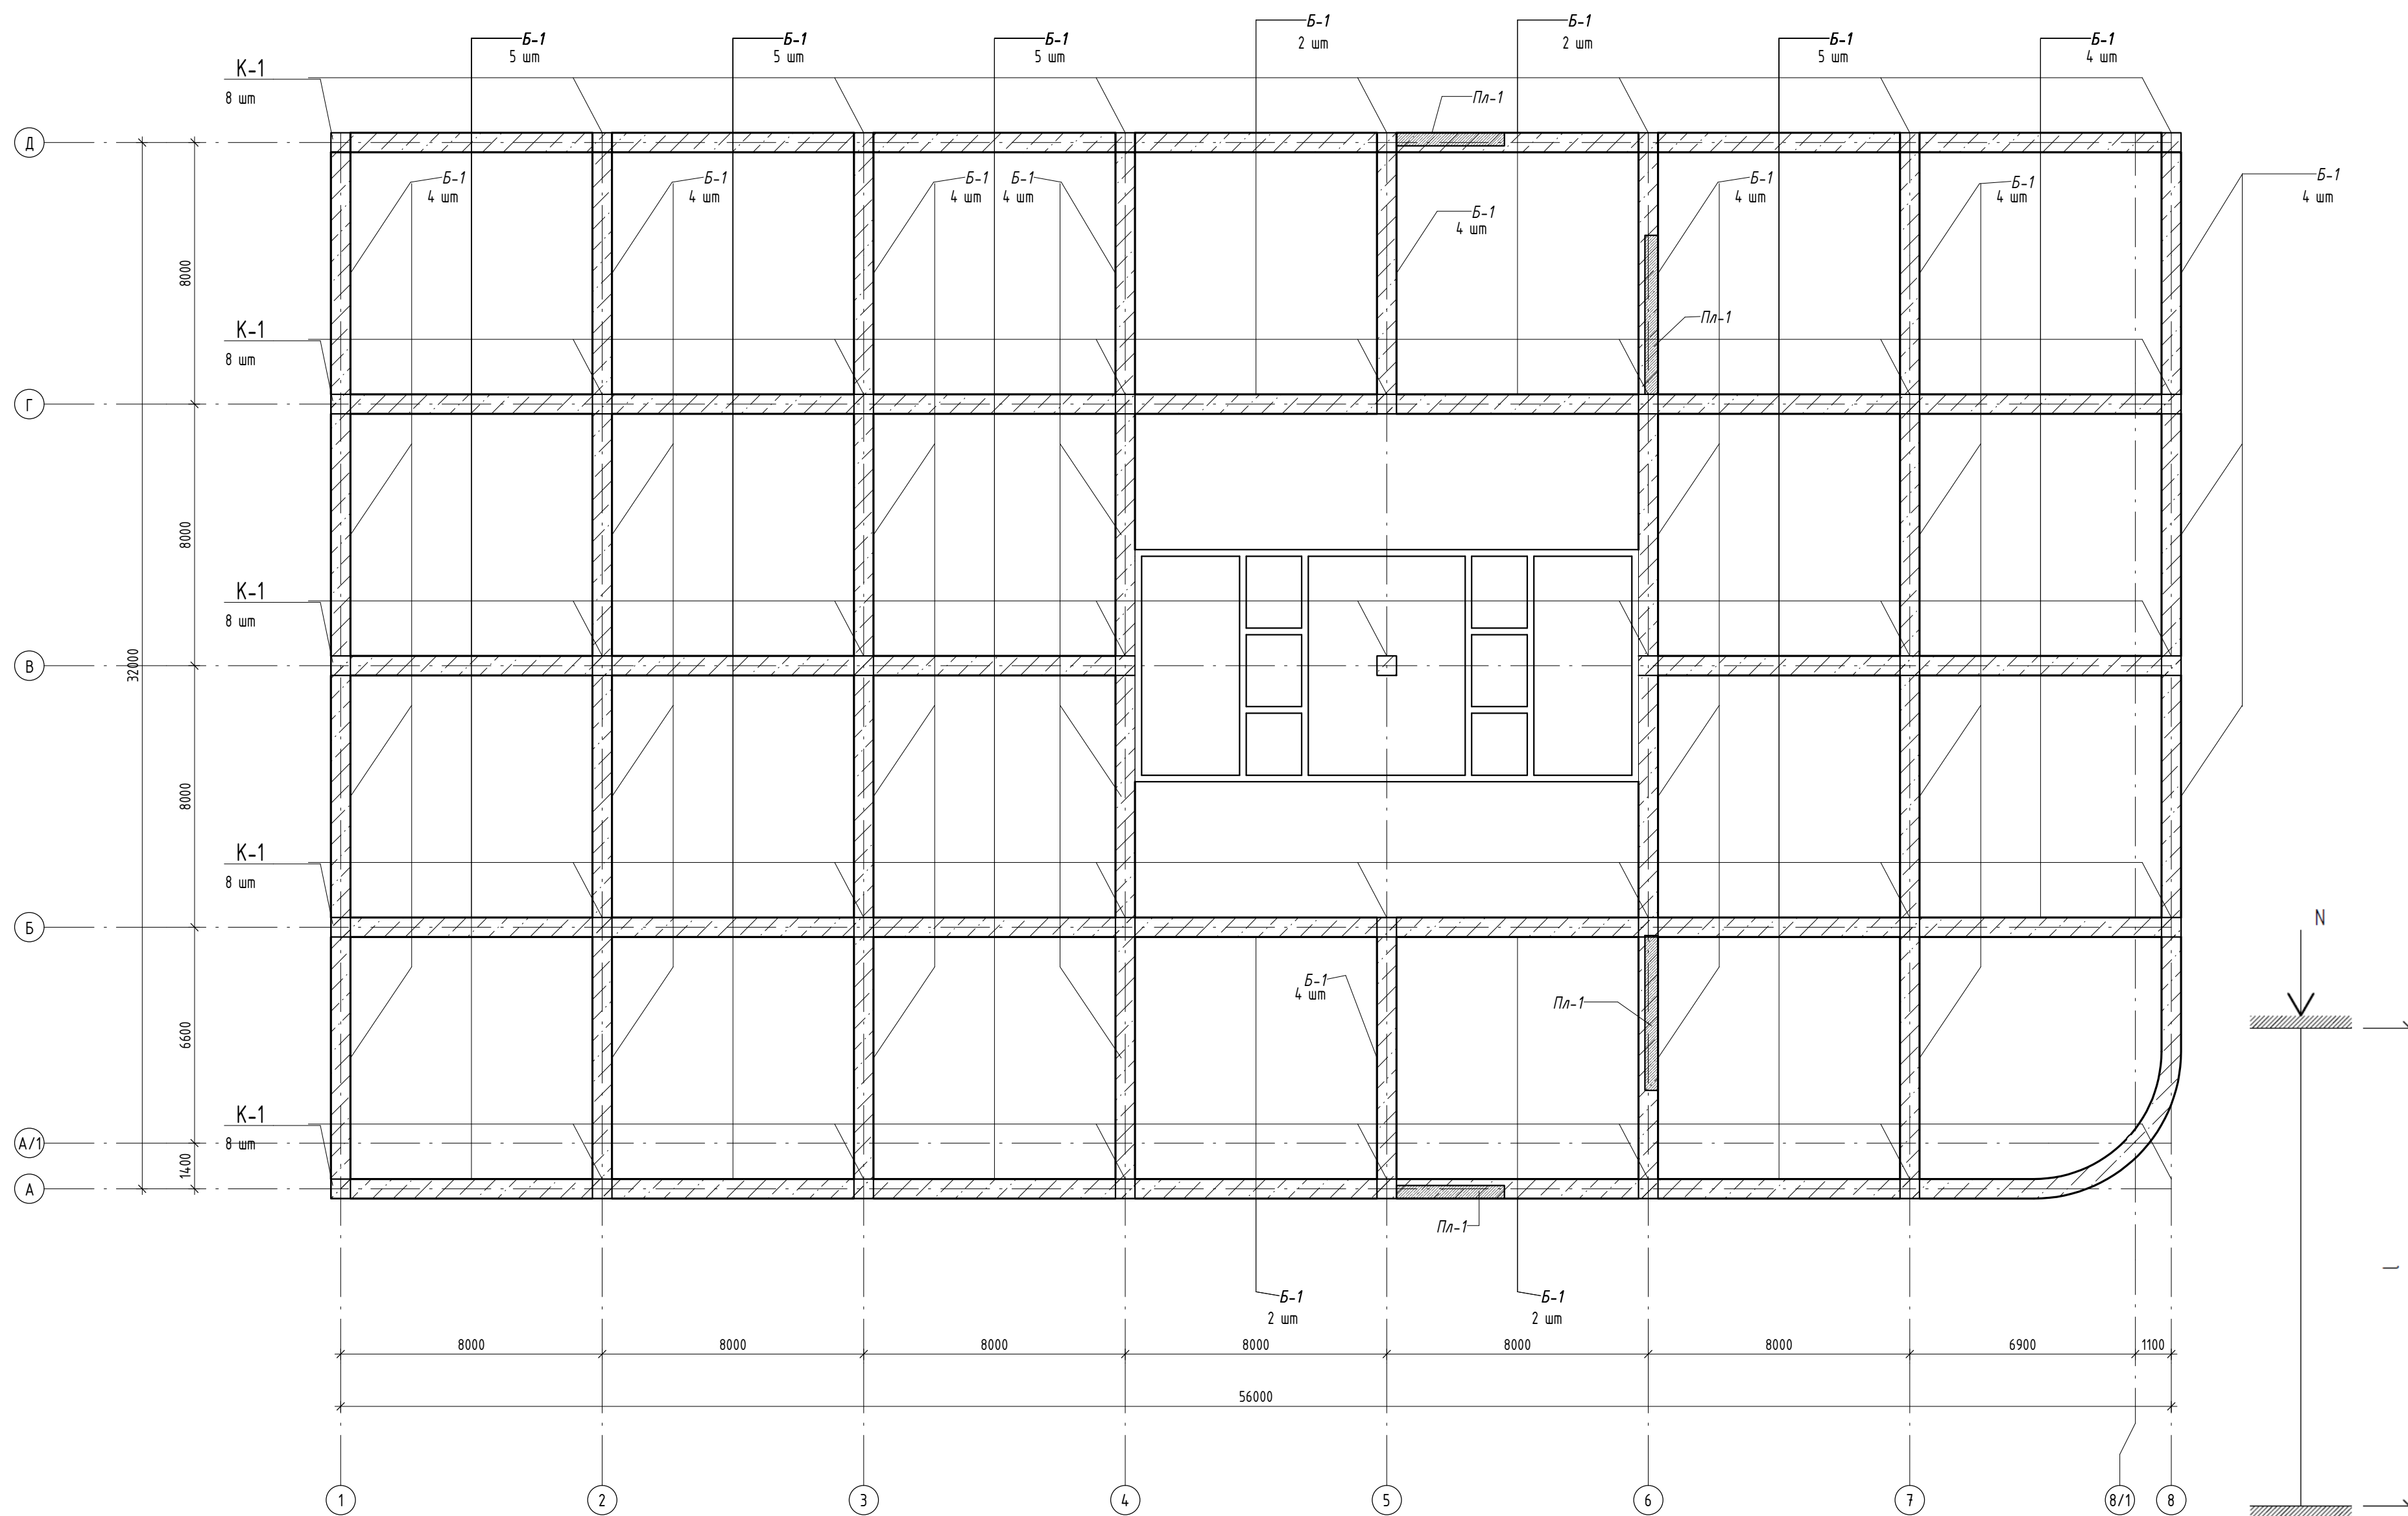 Б-1
2 шт
Б-1
2 шт
Б-1
5 шт
Б-1
5 шт
Б-1
5 шт
Б-1
5 шт
Б-1
4 шт
К-1
8 шт
Пл-1
Д
Б-1
4 шт
Б-1
4 шт
Б-1
4 шт
Б-1
4 шт
Б-1
4 шт
Б-1
4 шт
Б-1
4 шт
Б-1
4 шт
8000
Пл-1
К-1
8 шт
Г
8000
К-1
8 шт
В
32000
8000
К-1
8 шт
Б
N
Б-1
4 шт
Пл-1
6600
К-1
8 шт
А/1
1400
А
Пл-1
l
Б-1
2 шт
Б-1
2 шт
8000
8000
8000
8000
8000
8000
6900
1100
56000
1
2
3
4
5
6
7
8/1
8